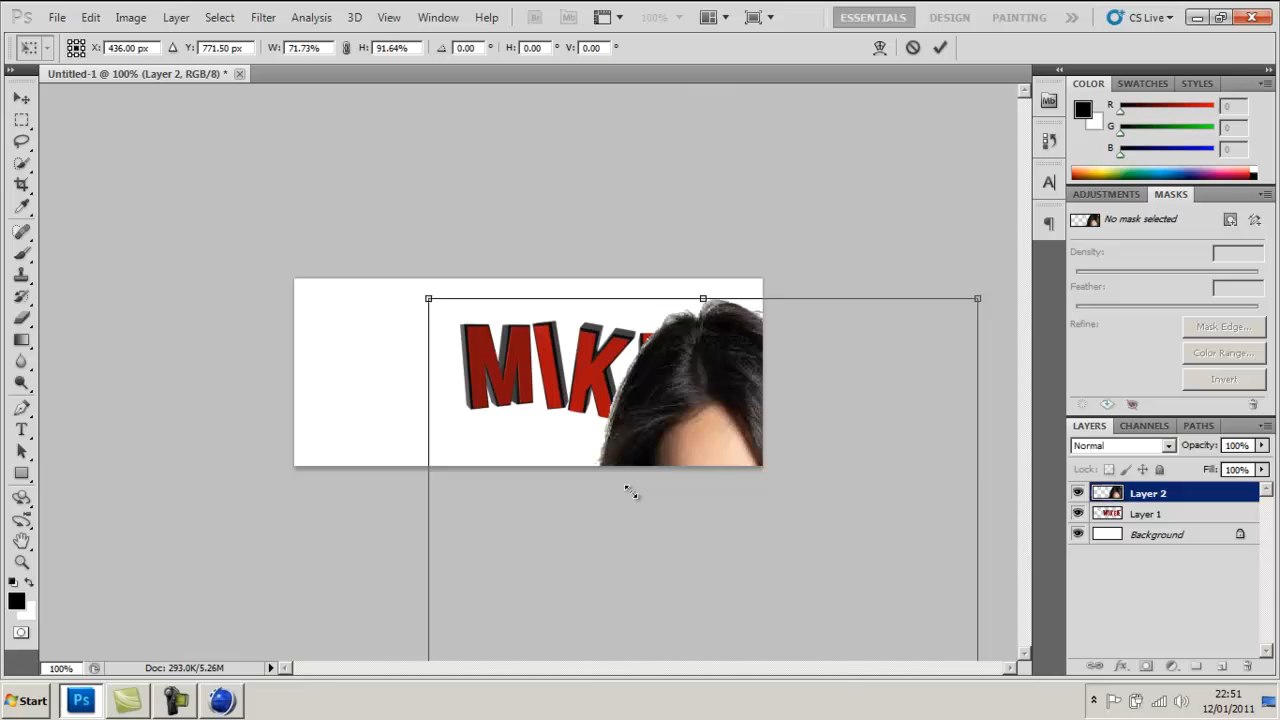 Ps File Edit Image Layer Select Filter Analysis 3D View Window Help Br Mb 100% ESSENTIALS DESIGN PAINTING CS Live
X: 436.00 px Y: 771.50 px W: 71.73% H: 91.64% 0.00 ° H: 0.00 ° V: 0.00 °
Untitled-1 @ 100% (Layer 2, RGB/8) *
COLOR SWATCHES STYLES
Mb
R 0
G 0
B 0
A
ADJUSTMENTS MASKS
No mask selected
Density:
Feather:
Refine: Mask Edge...
Color Range...
Invert
MIK
LAYERS CHANNELS PATHS
Normal Opacity: 100%
Lock: Fill: 100%
Layer 2
Layer 1
Background
T
100% Doc: 293.0K/5.26M
Start Ps 22:51
12/01/2011